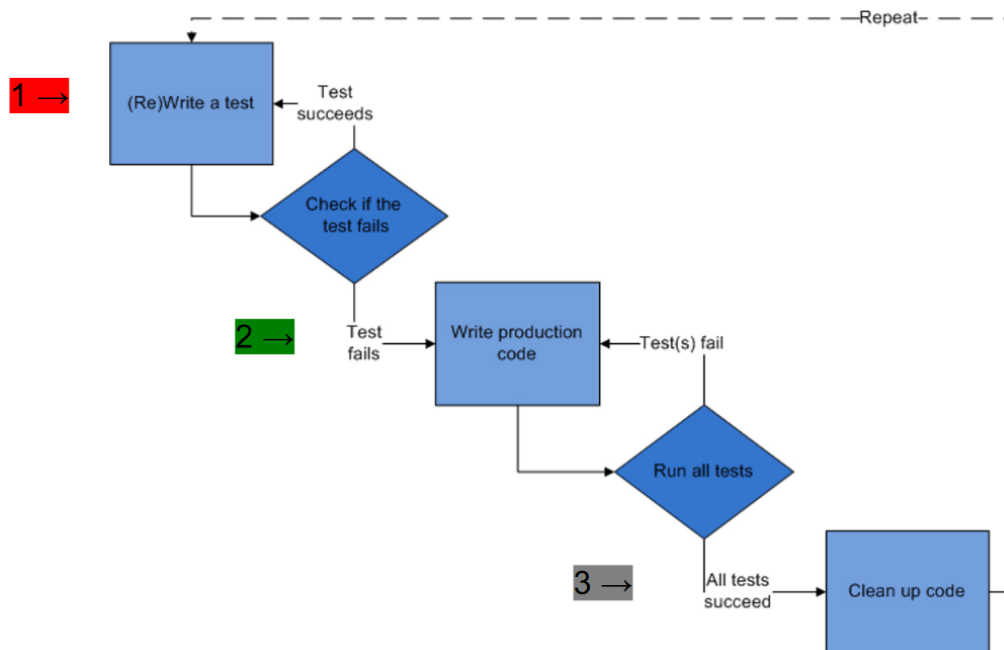 Repeat
1 →
(Re)Write a test
Test
succeeds
Check if the
test fails
2 →
Test
fails
Write production
code
Test(s) fail
Run all tests
3 →
All tests
succeed
Clean up code